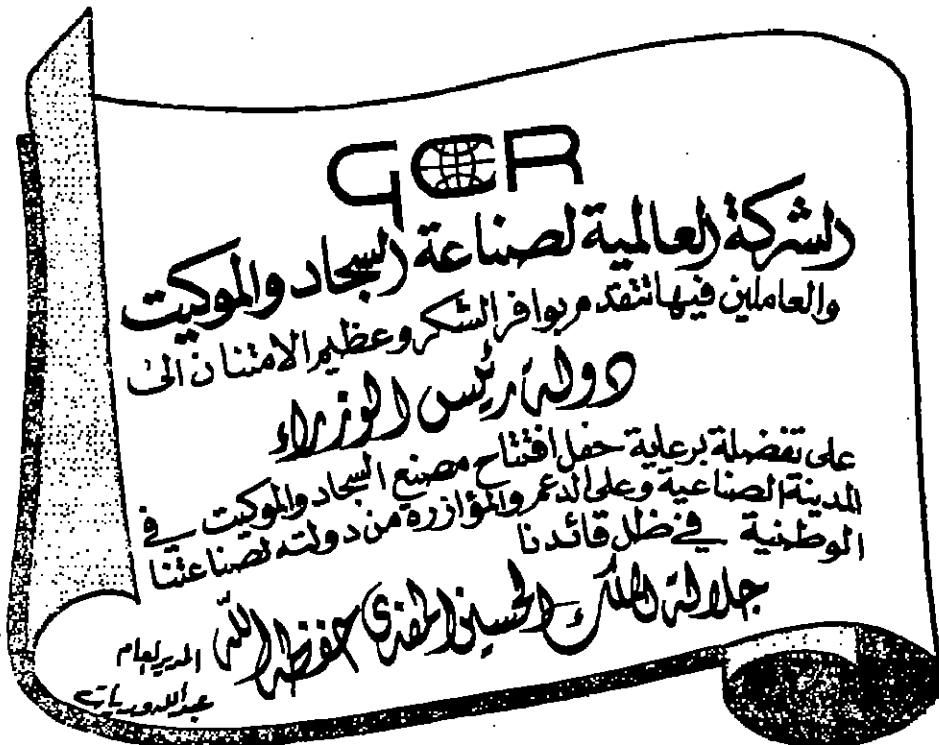 GCR
الشركة العالمية لصناعة السجاد والموكيت
والعاملين فيها تتقدم بوافر الشكر وعظيم الامتنان الى
دولة رئيس الوزراء
على تفضلة برعاية حفل افتتاح مصنع السجاد والموكيت في
المدينة الصناعية وعلى الدعم والمؤازرة من دولته لصناعتنا
الوطنية في ظل قائدنا
جلالة الملك الحسين المفدى حفظه الله
المدير العام